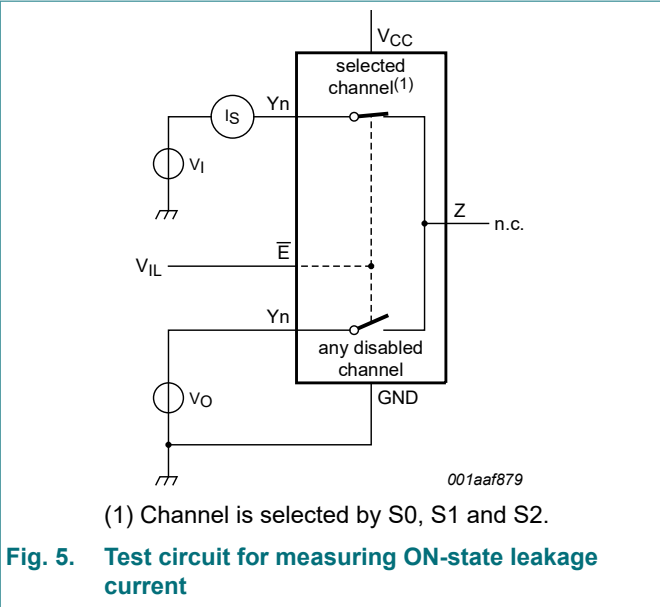 VCC
selected
channel(1)
Yn
IS
VI
Z
n.c.
E
VIL
Yn
any disabled
channel
VO
GND
001aaf879
(1) Channel is selected by S0, S1 and S2.
Fig. 5. Test circuit for measuring ON-state leakage
current